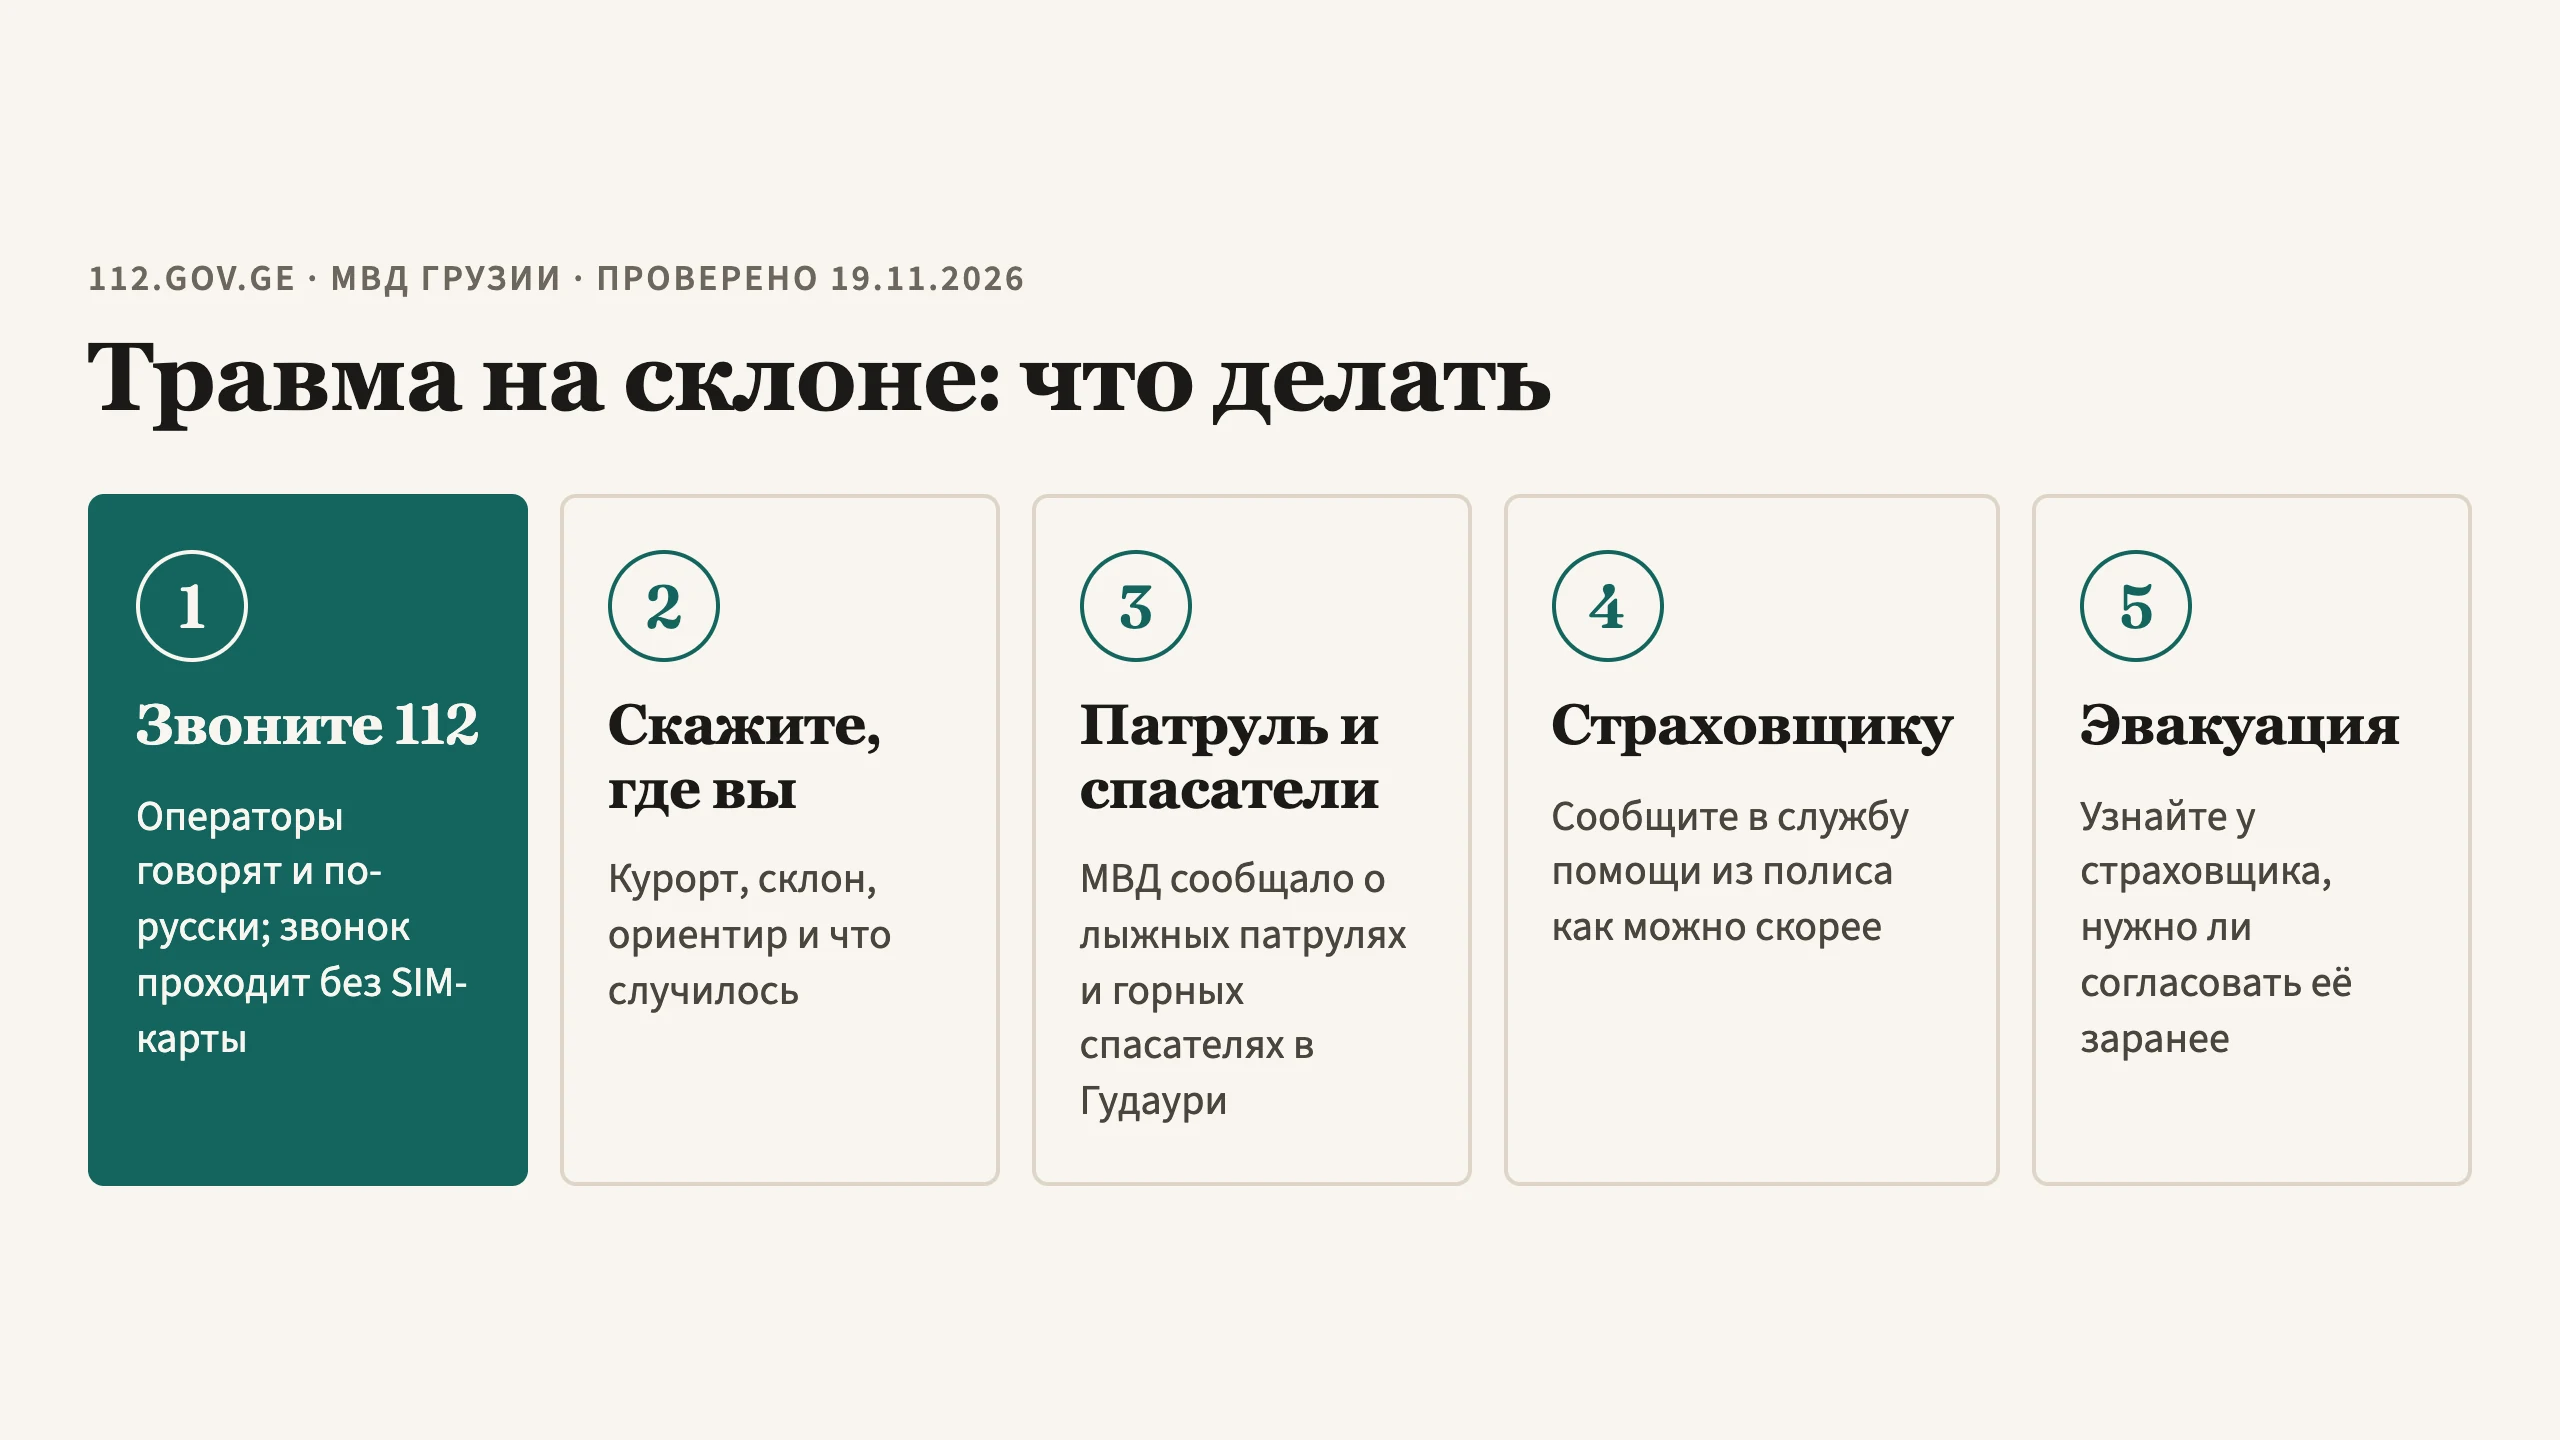 112.GOV.GE · МВД ГРУЗИИ · ПРОВЕРЕНО 19.11.2026
Травма на склоне: что делать
1
Звоните 112
Операторы
говорят и по-
русски; звонок
проходит без SIM-
карты
2
Скажите,
где вы
Курорт, склон,
ориентир и что
случилось
3
Патруль и
спасатели
МВД сообщало о
лыжных патрулях
и горных
спасателях в
Гудаури
4
Страховщику
Сообщите в службу
помощи из полиса
как можно скорее
5
Эвакуация
Узнайте у
страховщика,
нужно ли
согласовать её
заранее